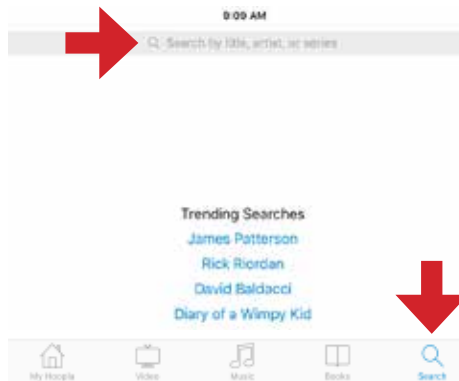 9:09 AM
Search by title, artist, or series
Trending Searches
James Patterson
Rick Riordan
David Baldacci
Diary of a Wimpy Kid
My Hoopla Video Music Books Search